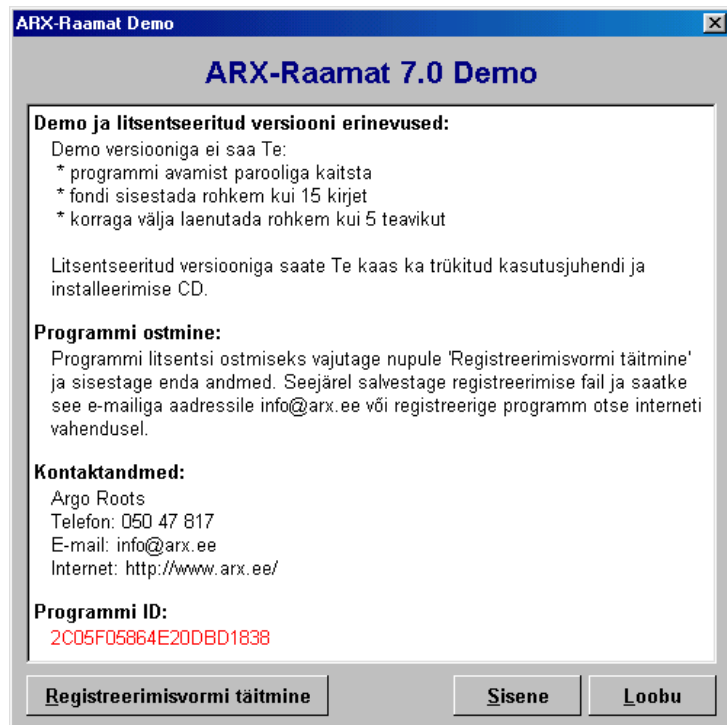 ARX-Raamat Demo
ARX-Raamat 7.0 Demo
Demo ja litsentseeritud versiooni erinevused:
Demo versiooniga ei saa Te:
* programmi avamist parooliga kaitsta
* fondi sisestada rohkem kui 15 kirjet
* korraga välja laenutada rohkem kui 5 teavikut
Litsentseeritud versiooniga saate Te kaas ka trükitud kasutusjuhendi ja
installeerimise CD.
Programmi ostmine:
Programmi litsentsi ostmiseks vajutage nupule 'Registreerimisvormi täitmine'
ja sisestage enda andmed. Seejärel salvestage registreerimise fail ja saatke
see e-mailiga aadressile info@arx.ee või registreerige programm otse interneti
vahendusel.
Kontaktandmed:
Argo Roots
Telefon: 050 47 817
E-mail: info@arx.ee
Internet: http://www.arx.ee/
Programmi ID:
2C05F05864E20DBD1838
Registreerimisvormi täitmine
Sisene
Loobu